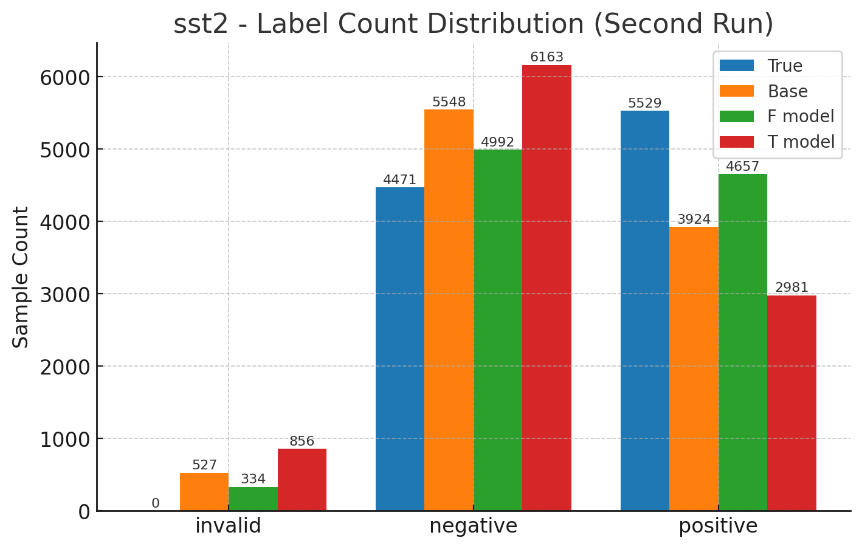 sst2 - Label Count Distribution (Second Run)
Sample Count
6000
5000
4000
3000
2000
1000
0
True
Base
F model
T model
0
527
334
856
4471
5548
4992
6163
5529
3924
4657
2981
invalid
negative
positive